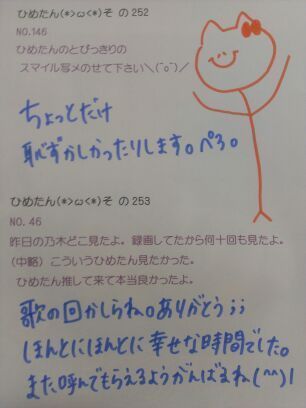 ひめたん(*>ω<*)そ の252
NO.146
ひめたんのとびっきりの
スマイル写メのせて下さい＼(^o^)／
ちょっとだけ
恥ずかしかったりします。ぺろ。
ひめたん(*>ω<*)そ の253
NO. 46
昨日の乃木どこ見たよ。録画してたから何十回も見たよ。
(中略) こういうひめたん見たかった。
ひめたん推して来て本当良かったよ。
歌の回かしらね。ありがとう;;
ほんとにほんとに幸せな時間でした。
また呼んでもらえるようがんばるね(^^)!